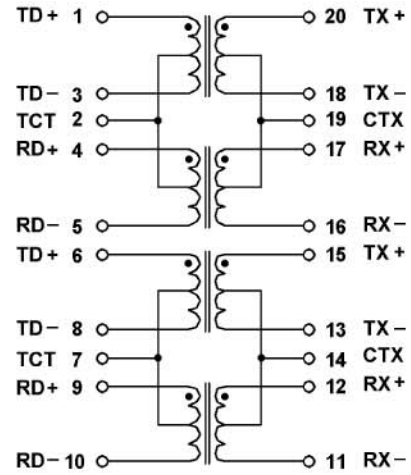 TD+ 1 20 TX+
TD− 3 18 TX−
TCT 2 19 CTX
RD+ 4 17 RX+
RD− 5 16 RX−
TD+ 6 15 TX+
TD− 8 13 TX−
TCT 7 14 CTX
RD+ 9 12 RX+
RD− 10 11 RX−